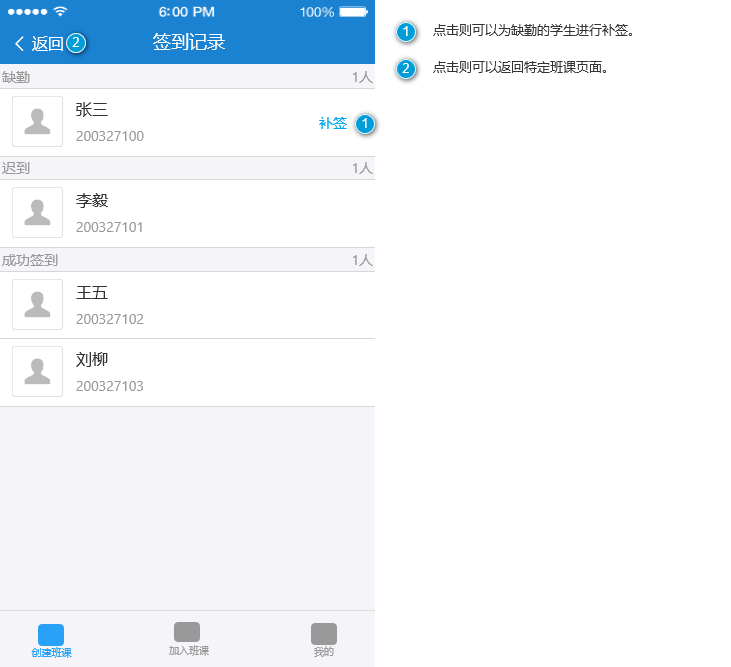 6:00 PM 100%
返回 2 签到记录
缺勤 1人
张三
200327100
补签 1
迟到 1人
李毅
200327101
成功签到 1人
王五
200327102
刘柳
200327103
创建班课 加入班课 我的
1 点击则可以为缺勤的学生进行补签。
2 点击则可以返回特定班课页面。